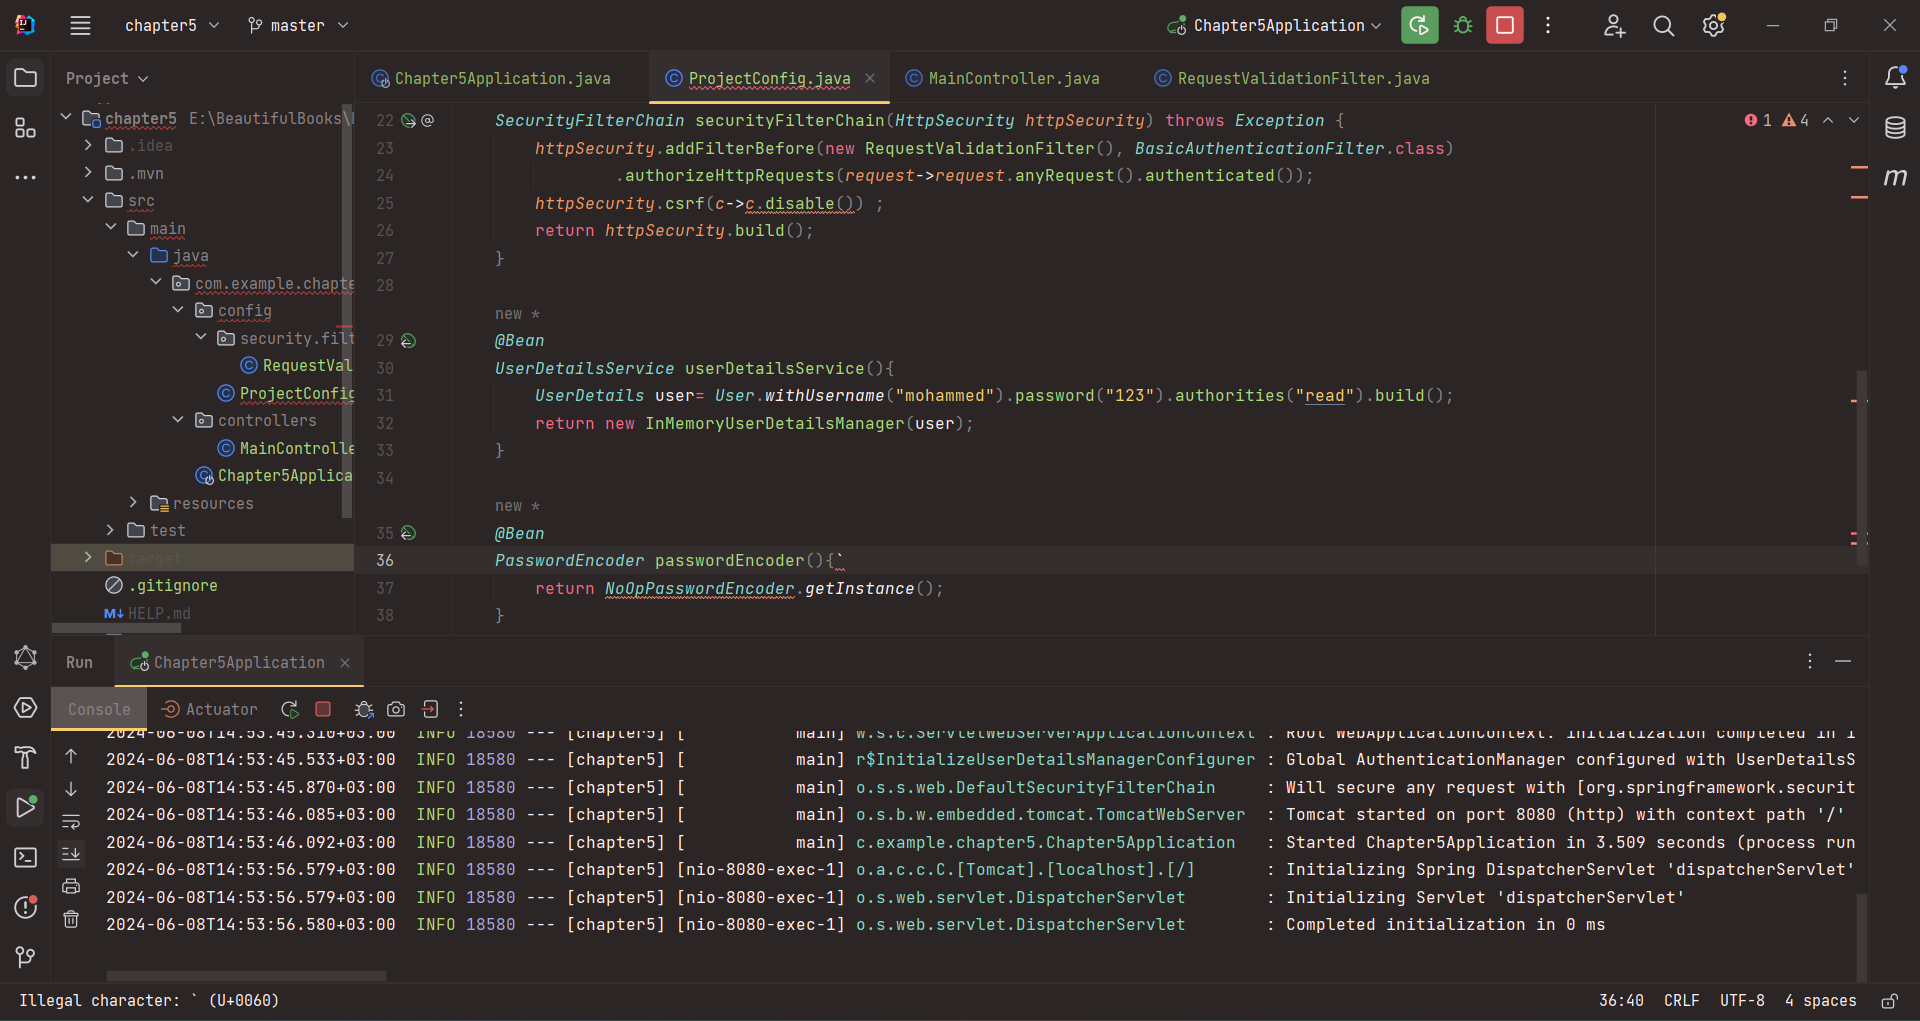 chapter5 master Chapter5Application
Project
Chapter5Application.java ProjectConfig.java MainController.java RequestValidationFilter.java
chapter5 E:\BeautifulBooks\
.idea
.mvn
src
main
java
com.example.chapte
config
security.filt
RequestVal
ProjectConfig
controllers
MainControlle
Chapter5Applica
resources
test
target
.gitignore
M↓ HELP.md
1 4
22 SecurityFilterChain securityFilterChain(HttpSecurity httpSecurity) throws Exception {
23 httpSecurity.addFilterBefore(new RequestValidationFilter(), BasicAuthenticationFilter.class)
24 .authorizeHttpRequests(request->request.anyRequest().authenticated());
25 httpSecurity.csrf(c->c.disable()) ;
26 return httpSecurity.build();
27 }
28
new *
29 @Bean
30 UserDetailsService userDetailsService(){
31 UserDetails user= User.withUsername("mohammed").password("123").authorities("read").build();
32 return new InMemoryUserDetailsManager(user);
33 }
34
new *
35 @Bean
36 PasswordEncoder passwordEncoder(){`
37 return NoOpPasswordEncoder.getInstance();
38 }
Run Chapter5Application
Console Actuator
2024-06-08T14:53:45.310+03:00 INFO 18580 --- [chapter5] [ main] w.s.c.ServletWebServerApplicationContext : Root WebApplicationContext: initialization completed in 1
2024-06-08T14:53:45.533+03:00 INFO 18580 --- [chapter5] [ main] r$InitializeUserDetailsManagerConfigurer : Global AuthenticationManager configured with UserDetailsS
2024-06-08T14:53:45.870+03:00 INFO 18580 --- [chapter5] [ main] o.s.s.web.DefaultSecurityFilterChain : Will secure any request with [org.springframework.securit
2024-06-08T14:53:46.085+03:00 INFO 18580 --- [chapter5] [ main] o.s.b.w.embedded.tomcat.TomcatWebServer : Tomcat started on port 8080 (http) with context path '/'
2024-06-08T14:53:46.092+03:00 INFO 18580 --- [chapter5] [ main] c.example.chapter5.Chapter5Application : Started Chapter5Application in 3.509 seconds (process run
2024-06-08T14:53:56.579+03:00 INFO 18580 --- [chapter5] [nio-8080-exec-1] o.a.c.c.C.[Tomcat].[localhost].[/] : Initializing Spring DispatcherServlet 'dispatcherServlet'
2024-06-08T14:53:56.579+03:00 INFO 18580 --- [chapter5] [nio-8080-exec-1] o.s.web.servlet.DispatcherServlet : Initializing Servlet 'dispatcherServlet'
2024-06-08T14:53:56.580+03:00 INFO 18580 --- [chapter5] [nio-8080-exec-1] o.s.web.servlet.DispatcherServlet : Completed initialization in 0 ms
Illegal character: ` (U+0060) 36:40 CRLF UTF-8 4 spaces